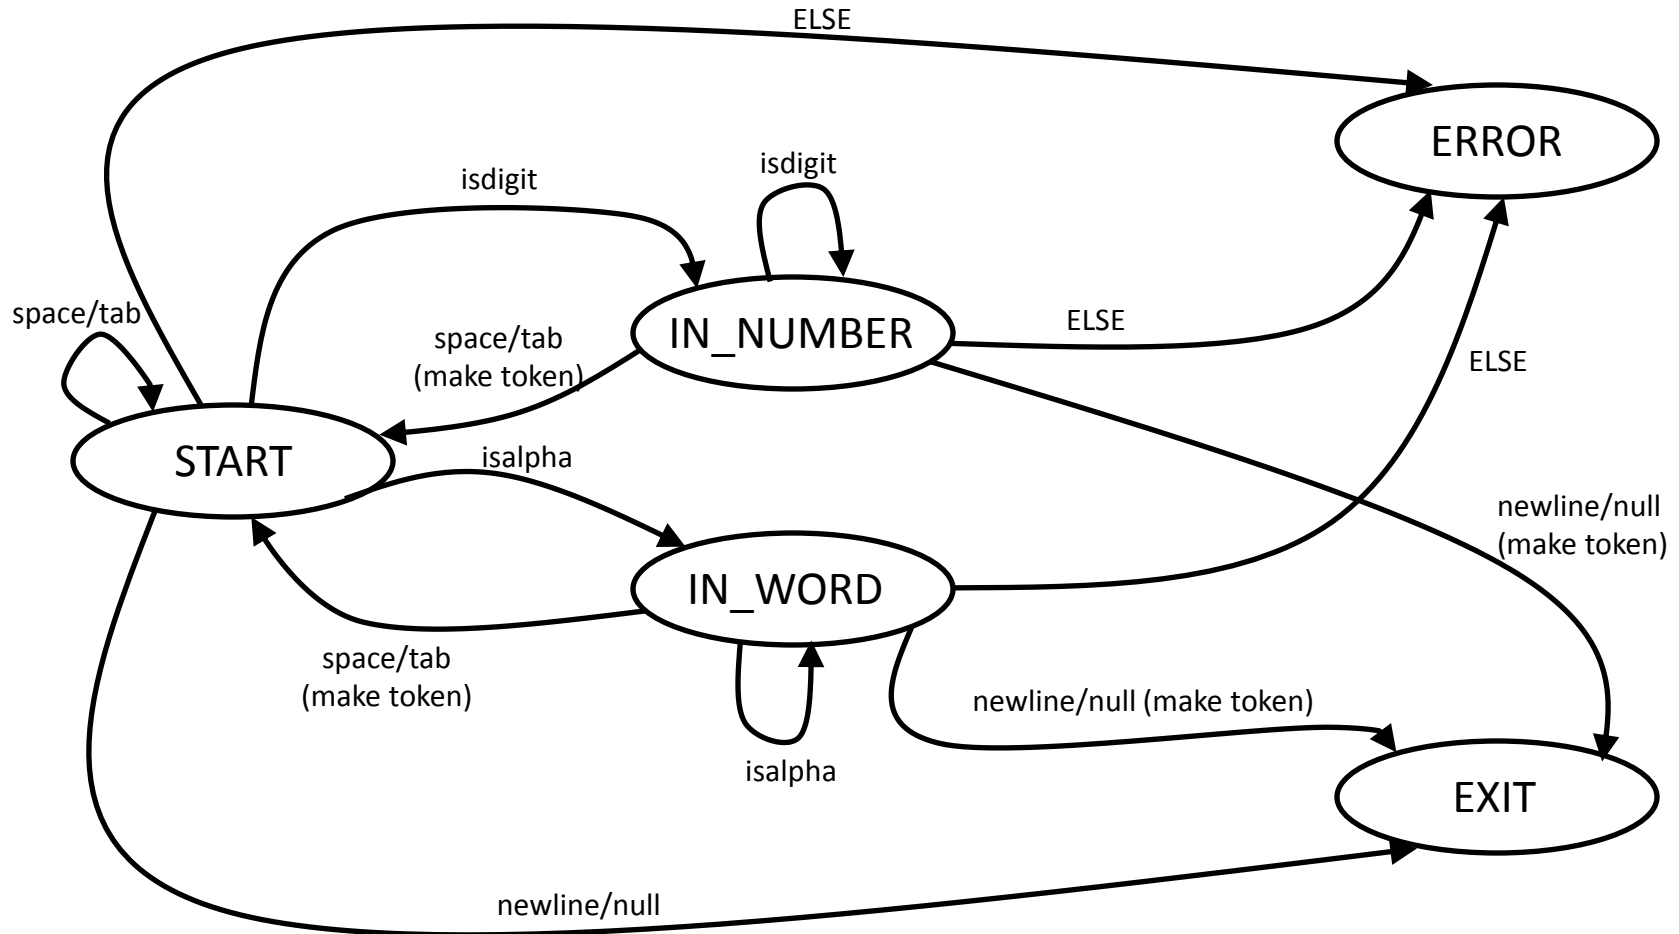 ELSE
ERROR
isdigit
isdigit
space/tab
space/tab
(make token)
IN_NUMBER
ELSE
ELSE
START
isalpha
newline/null
(make token)
IN_WORD
space/tab
(make token)
newline/null (make token)
isalpha
EXIT
newline/null